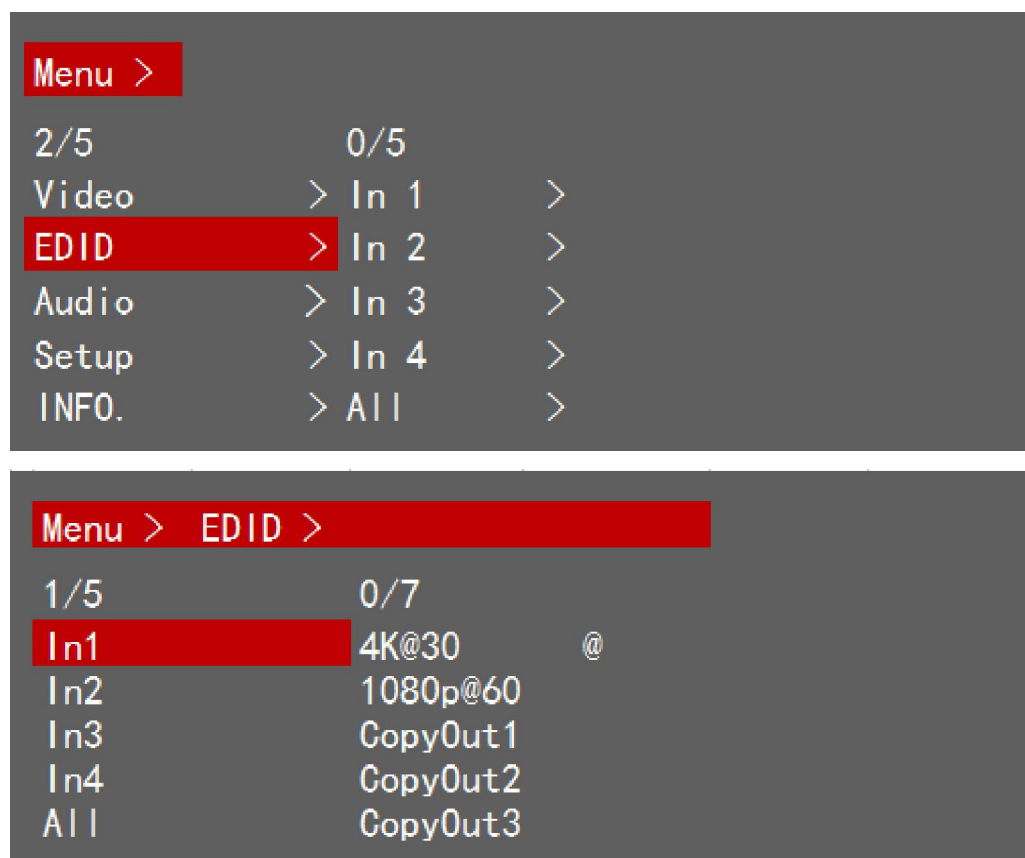 Menu >
2/5 0/5
Video > In 1 >
EDID > In 2 >
Audio > In 3 >
Setup > In 4 >
INFO. > All >
Menu > EDID >
1/5 0/7
In1 4K@30 @
In2 1080p@60
In3 CopyOut1
In4 CopyOut2
All CopyOut3